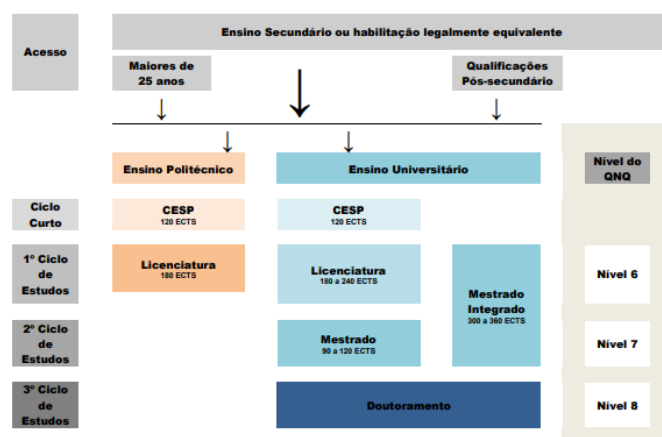 Acesso
Ensino Secundário ou habilitação legalmente equivalente
Maiores de
25 anos
Qualificações
Pós-secundário
Ensino Politécnico
Ensino Universitário
Nível do
QNQ
Ciclo
Curto
CESP
120 ECTS
CESP
120 ECTS
1º Ciclo
de
Estudos
Licenciatura
180 ECTS
Licenciatura
180 a 240 ECTS
Mestrado
Integrado
300 a 360 ECTS
Nível 6
2º Ciclo
de
Estudos
Mestrado
90 a 120 ECTS
Nível 7
3º Ciclo
de
Estudos
Doutoramento
Nível 8